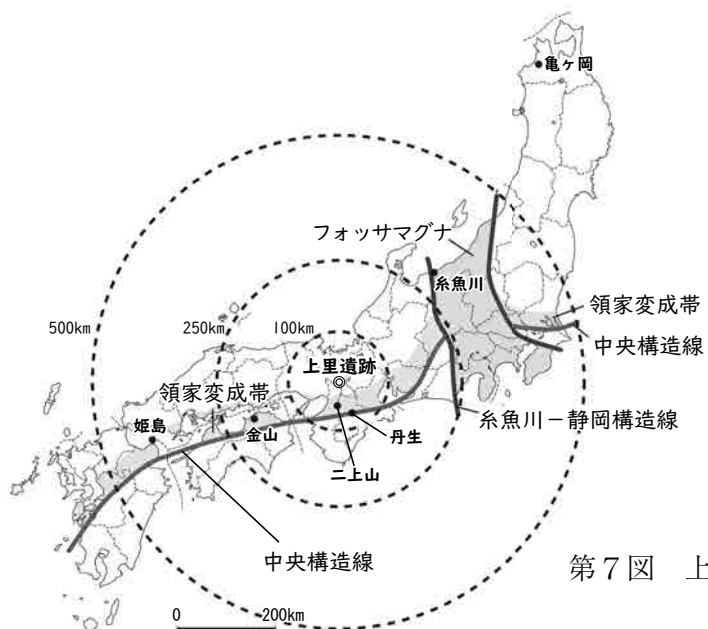 亀ヶ岡
フォッサマグナ
糸魚川
領家変成帯
中央構造線
500km
250km
100km
上里遺跡
領家変成帯
姫島
金山
丹生
糸魚川－静岡構造線
二上山
中央構造線
第７図　上
0
200km